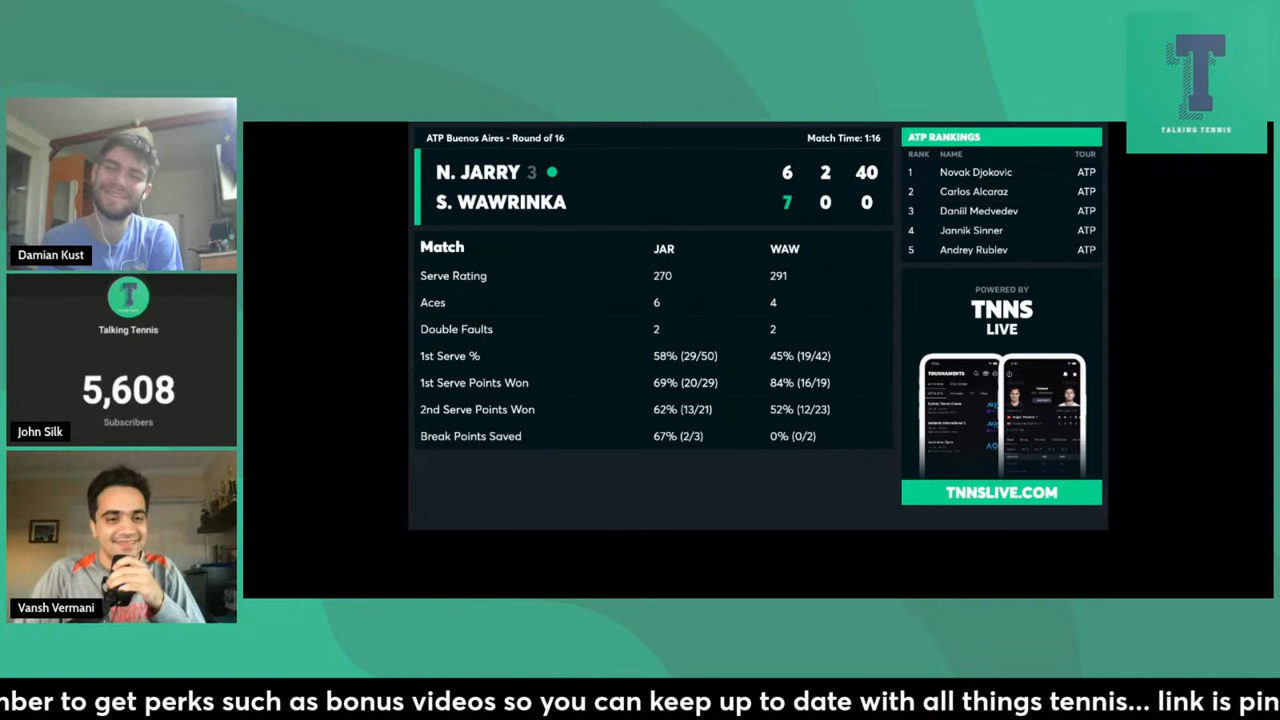 T
TALKING TENNIS
Damian Kust
T
Talking Tennis
5,608
Subscribers
John Silk
Vansh Vermani
ATP Buenos Aires - Round of 16 Match Time: 1:16
N. JARRY 3 6 2 40
S. WAWRINKA 7 0 0
Match JAR WAW
Serve Rating 270 291
Aces 6 4
Double Faults 2 2
1st Serve % 58% (29/50) 45% (19/42)
1st Serve Points Won 69% (20/29) 84% (16/19)
2nd Serve Points Won 62% (13/21) 52% (12/23)
Break Points Saved 67% (2/3) 0% (0/2)
ATP RANKINGS
RANK NAME TOUR
1 Novak Djokovic ATP
2 Carlos Alcaraz ATP
3 Daniil Medvedev ATP
4 Jannik Sinner ATP
5 Andrey Rublev ATP
POWERED BY
TNNS
LIVE
TOURNAMENTS
TNNSLIVE.COM
mber to get perks such as bonus videos so you can keep up to date with all things tennis... link is pin